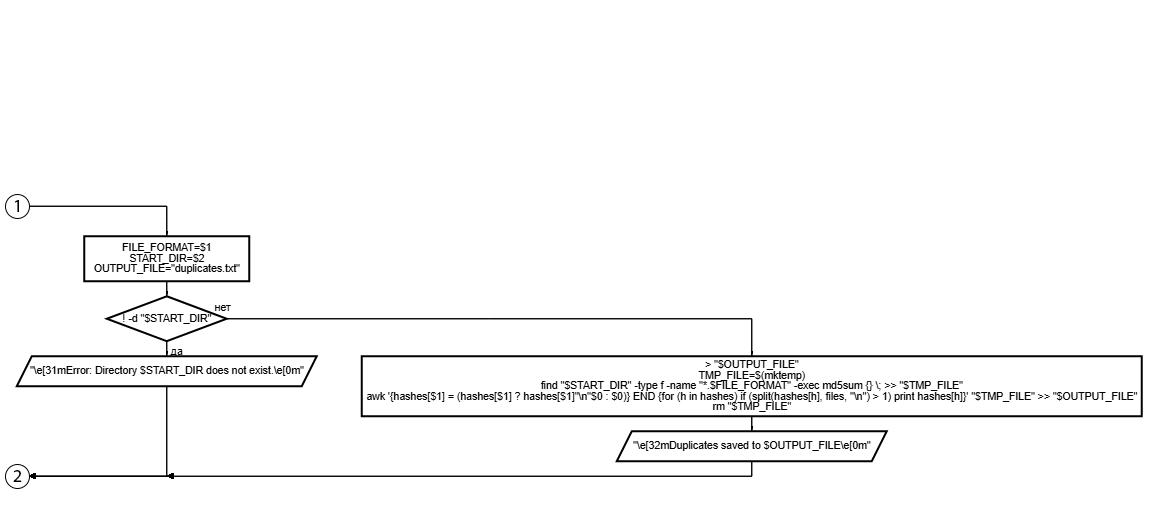 1
FILE_FORMAT=$1
START_DIR=$2
OUTPUT_FILE="duplicates.txt"
! -d "$START_DIR"
нет
да
"\e[31mError: Directory $START_DIR does not exist.\e[0m"
> "$OUTPUT_FILE"
TMP_FILE=$(mktemp)
find "$START_DIR" -type f -name "*.$FILE_FORMAT" -exec md5sum {} \; >> "$TMP_FILE"
awk '{hashes[$1] = (hashes[$1] ? hashes[$1]"\n"$0 : $0)} END {for (h in hashes) if (split(hashes[h], files, "\n") > 1) print hashes[h]}' "$TMP_FILE" >> "$OUTPUT_FILE"
rm "$TMP_FILE"
"\e[32mDuplicates saved to $OUTPUT_FILE\e[0m"
2